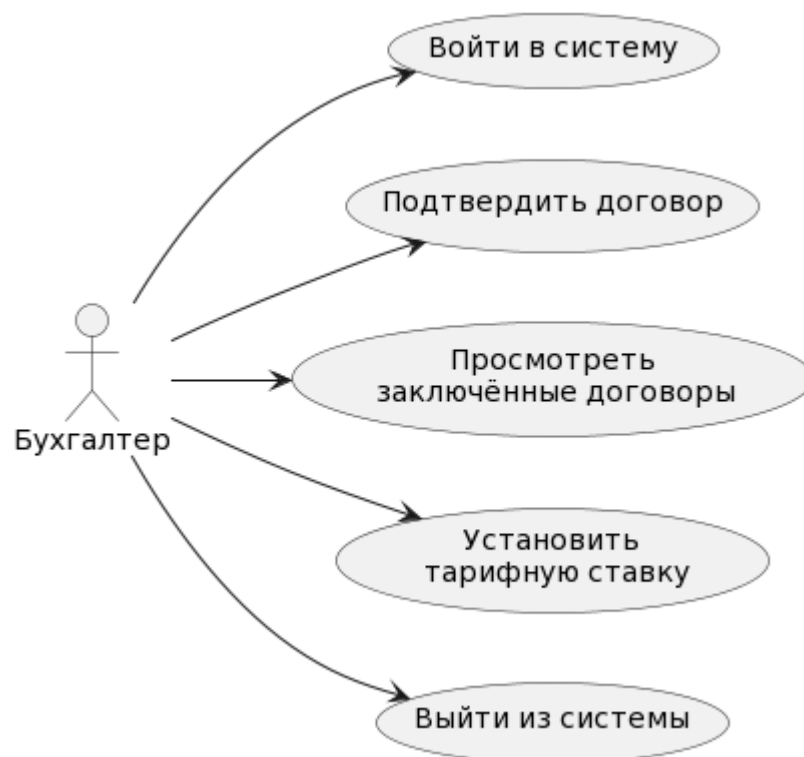 Войти в систему
Подтвердить договор
Просмотреть
заключённые договоры
Бухгалтер
Установить
тарифную ставку
Выйти из системы